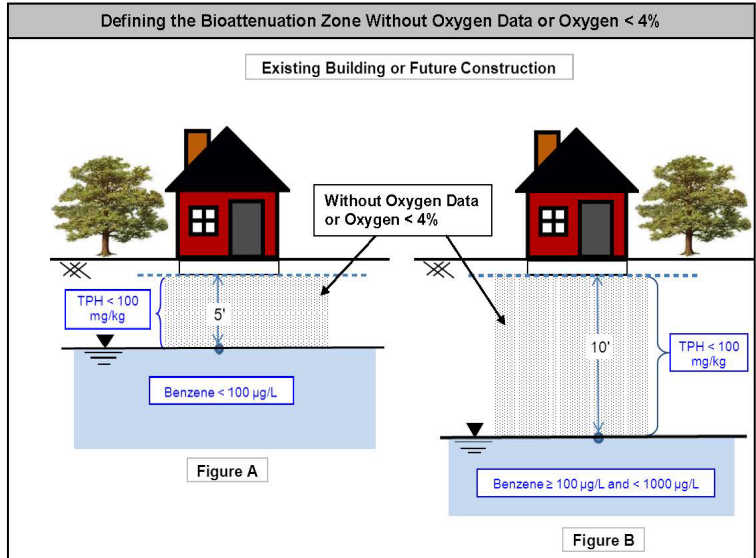 Defining the Bioattenuation Zone Without Oxygen Data or Oxygen < 4%
Existing Building or Future Construction
Without Oxygen Data
or Oxygen < 4%
TPH < 100
mg/kg
5'
Benzene < 100 µg/L
Figure A
10'
TPH < 100
mg/kg
Benzene ≥ 100 µg/L and < 1000 µg/L
Figure B